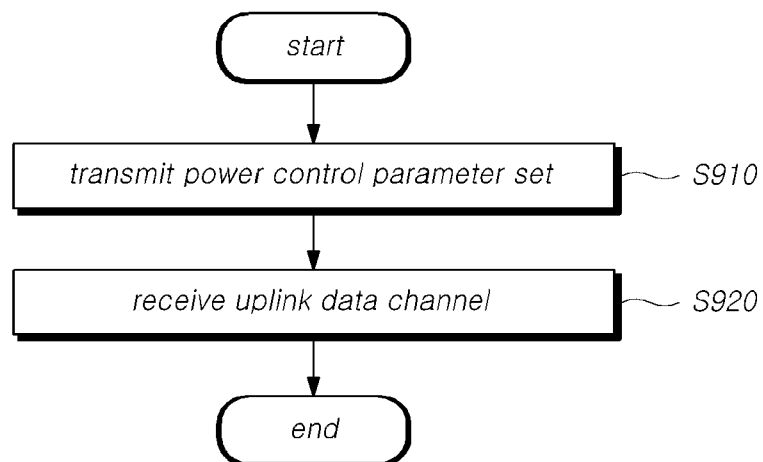 start
transmit power control parameter set
S910
receive uplink data channel
S920
end